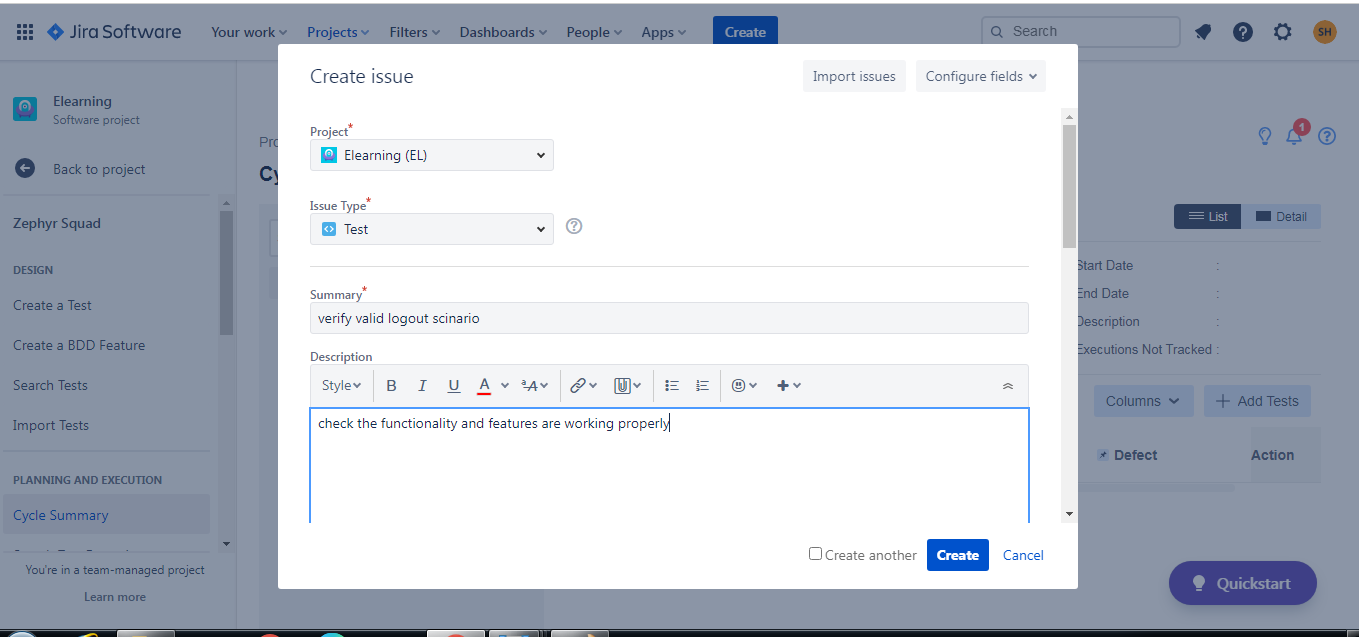 Jira Software Your work Projects Filters Dashboards People Apps Create Search SH
Create issue Import issues Configure fields
Elearning
Software project
Back to project
Zephyr Squad
DESIGN
Create a Test
Create a BDD Feature
Search Tests
Import Tests
PLANNING AND EXECUTION
Cycle Summary
You're in a team-managed project
Learn more
Pro
Cy
Project*
Elearning (EL)
Issue Type*
Test
Summary*
verify valid logout scinario
Description
Style B I U A ᵃA
check the functionality and features are working properly
Create another Create Cancel
1
List Detail
Start Date :
End Date :
Description :
Executions Not Tracked :
Columns Add Tests
Defect Action
Quickstart